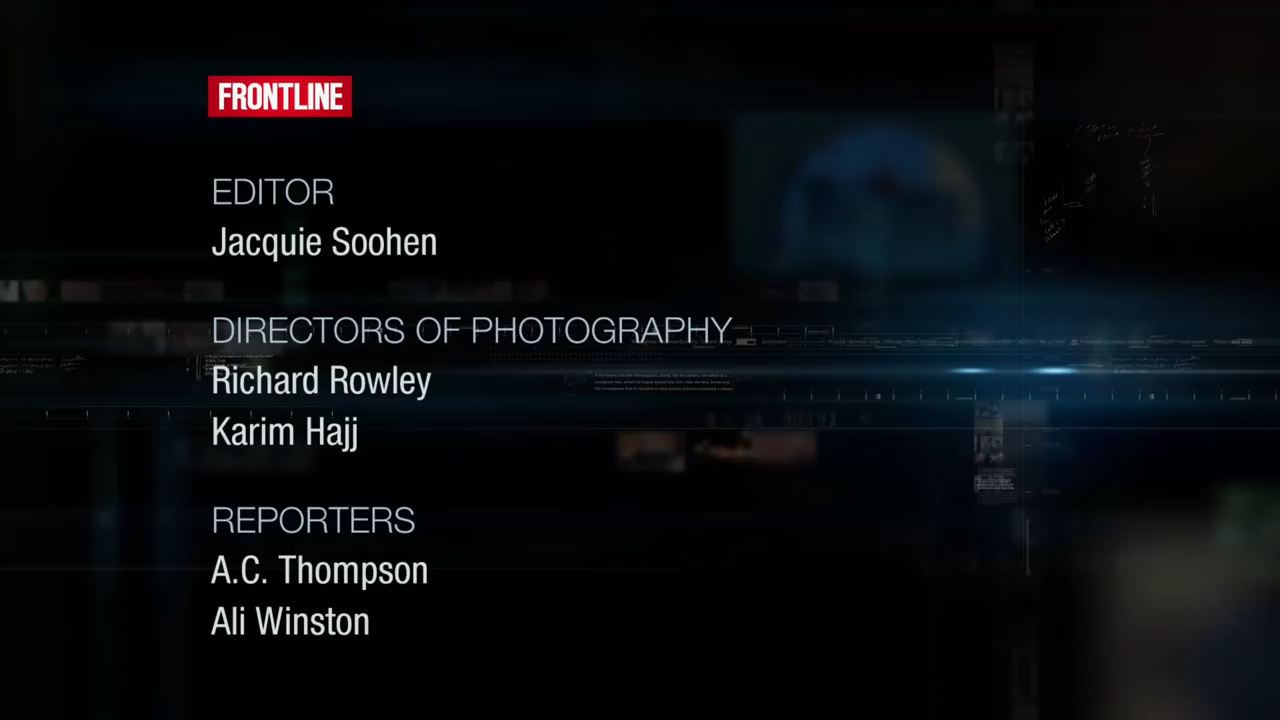 FRONTLINE
EDITOR
Jacquie Soohen
DIRECTORS OF PHOTOGRAPHY
Richard Rowley
Karim Hajj
REPORTERS
A.C. Thompson
Ali Winston